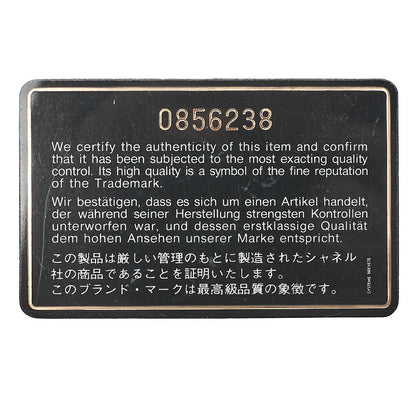 0856238
We certify the authenticity of this item and confirm
that it has been subjected to the most exacting quality
control. Its high quality is a symbol of the fine reputation
of the Trademark.
Wir bestätigen, dass es sich um einen Artikel handelt,
der während seiner Herstellung strengsten Kontrollen
unterworfen war, und dessen erstklassige Qualität
dem hohen Ansehen unserer Marke entspricht.
この製品は厳しい管理のもとに製造されたシャネル
社の商品であることを証明いたします。
このブランド・マークは最高級品質の象徴です。
SYSTEME BREVETE